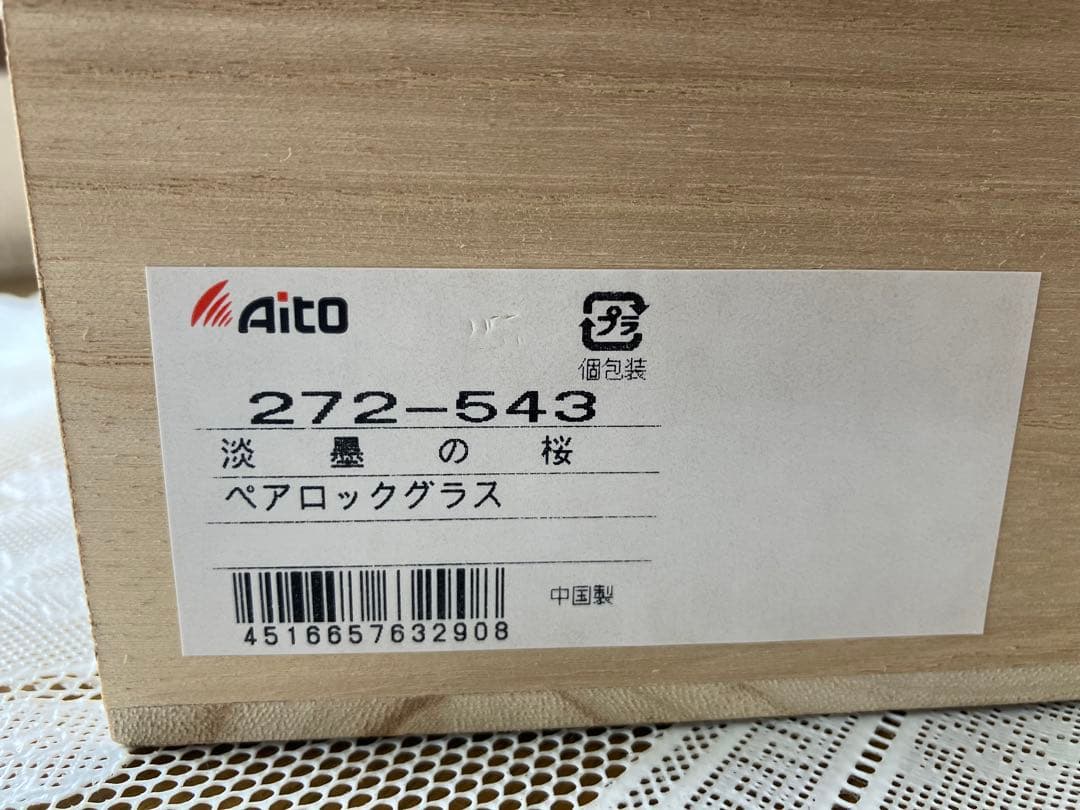 Aito
プラ
個包装
272-543
淡墨の桜
ペアロックグラス
4516657632908
中国製